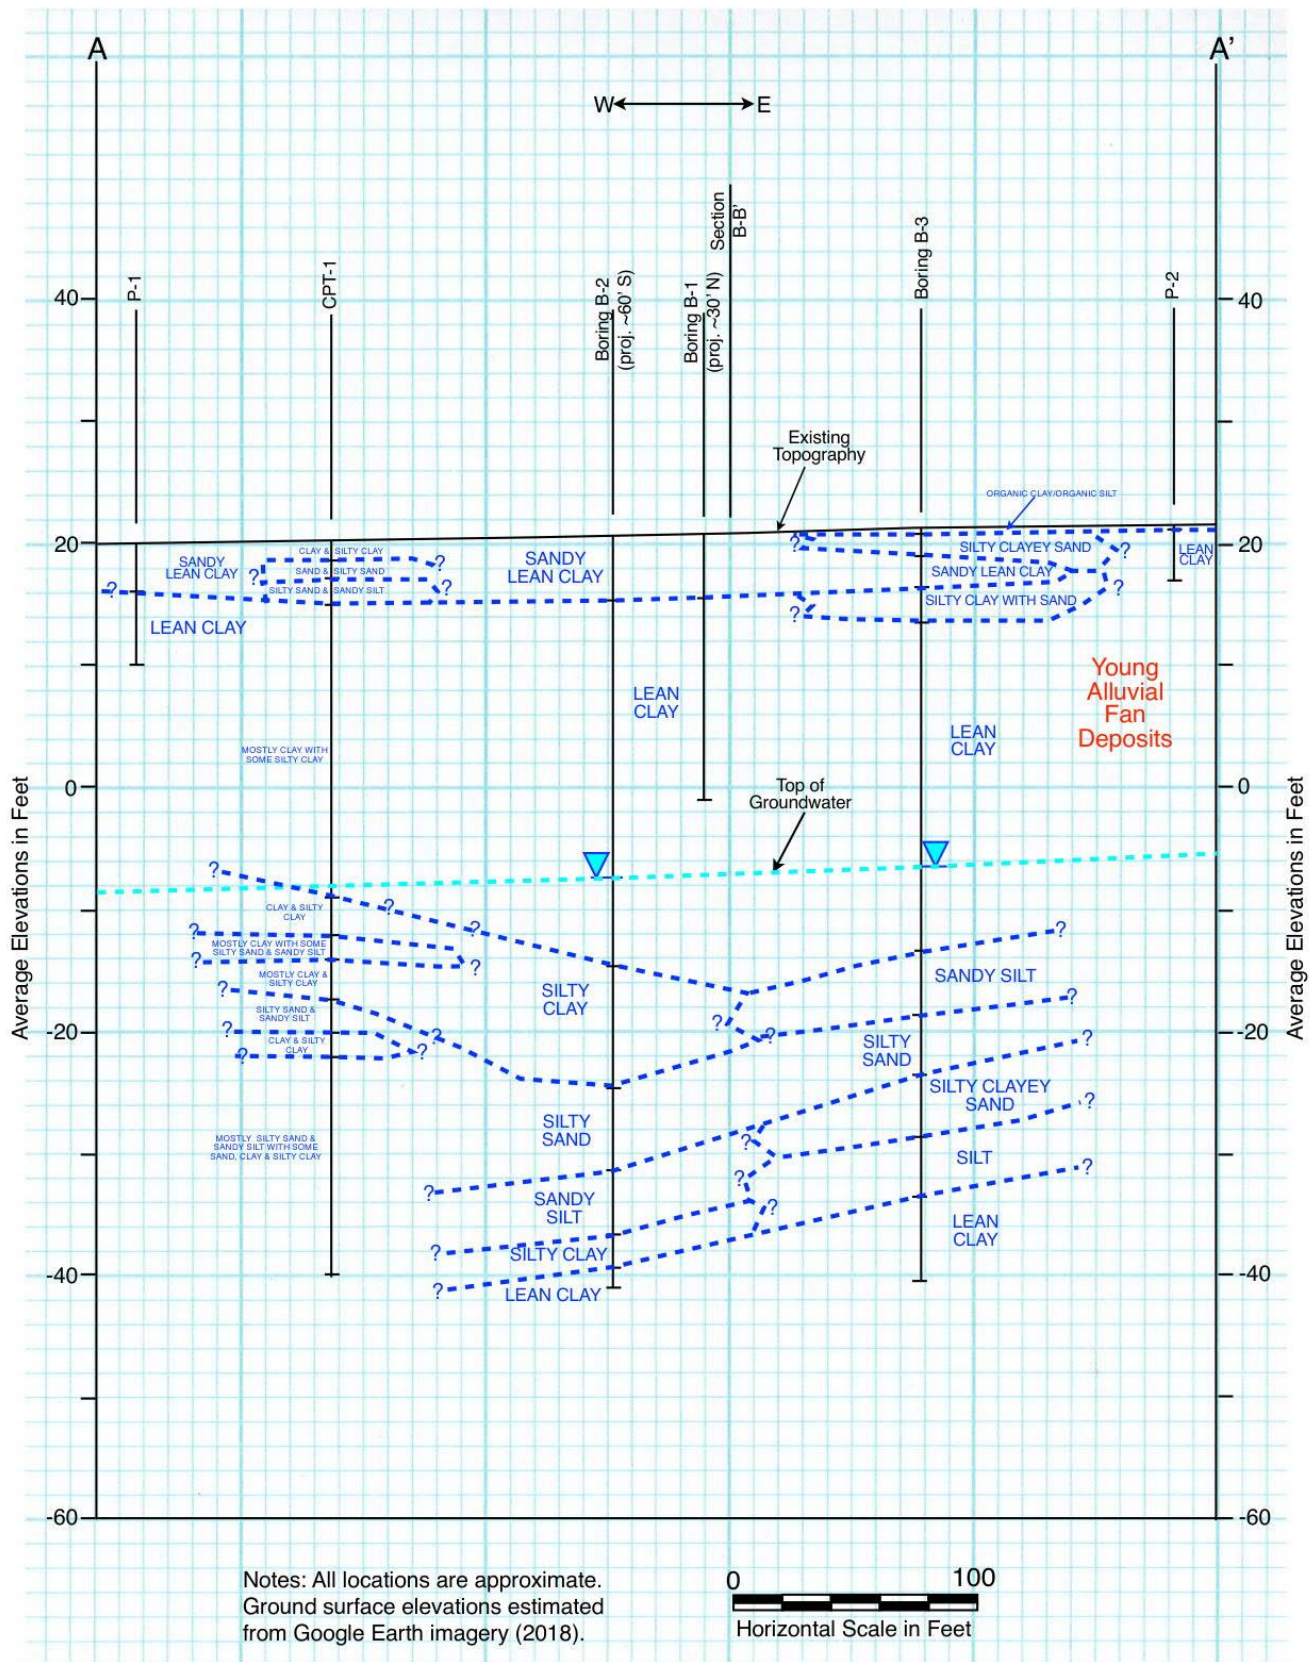 A
A'
W
E
Section
B-B'
P-1
CPT-1
Boring B-2
(proj. ~60' S)
Boring B-1
(proj. ~30' N)
Boring B-3
P-2
40
40
Existing
Topography
ORGANIC CLAY/ORGANIC SILT
20
20
SANDY
LEAN CLAY
CLAY & SILTY CLAY
SAND & SILTY SAND
SILTY SAND & SANDY SILT
?
?
?
?
SANDY
LEAN CLAY
?
SILTY CLAYEY SAND
?
LEAN
CLAY
SANDY LEAN CLAY
?
SILTY CLAY WITH SAND
?
LEAN CLAY
Young
Alluvial
Fan
Deposits
LEAN
CLAY
LEAN
CLAY
MOSTLY CLAY WITH
SOME SILTY CLAY
Top of
Groundwater
0
0
Average Elevations in Feet
Average Elevations in Feet
?
CLAY & SILTY
CLAY
?
?
?
?
MOSTLY CLAY WITH SOME
SILTY SAND & SANDY SILT
?
?
MOSTLY CLAY &
SILTY CLAY
SANDY SILT
?
?
SILTY
CLAY
SILTY SAND &
SANDY SILT
?
-20
?
CLAY & SILTY
CLAY
?
?
?
?
?
-20
SILTY
SAND
?
SILTY CLAYEY
SAND
?
SILTY
SAND
MOSTLY SILTY SAND &
SANDY SILT WITH SOME
SAND, CLAY & SILTY CLAY
?
SILT
?
?
?
SANDY
SILT
?
LEAN
CLAY
?
SILTY CLAY
-40
-40
?
LEAN CLAY
-60
-60
Notes: All locations are approximate.
Ground surface elevations estimated
from Google Earth imagery (2018).
0
100
Horizontal Scale in Feet